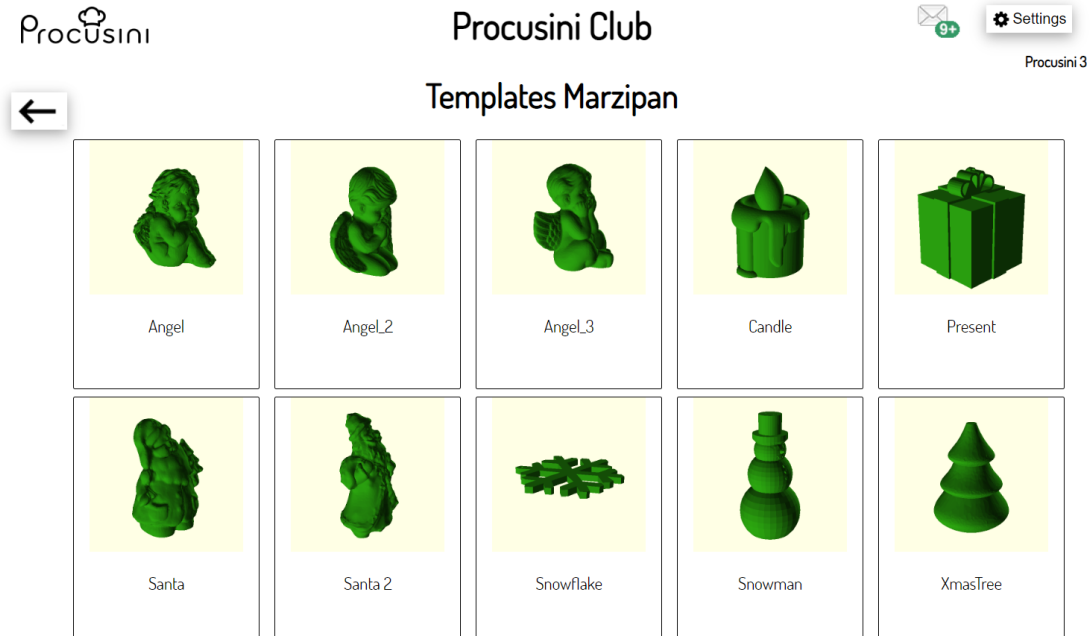 Procusini
Procusini Club
9+
Settings
Procusini 3
Templates Marzipan
Angel
Angel_2
Angel_3
Candle
Present
Santa
Santa 2
Snowflake
Snowman
XmasTree